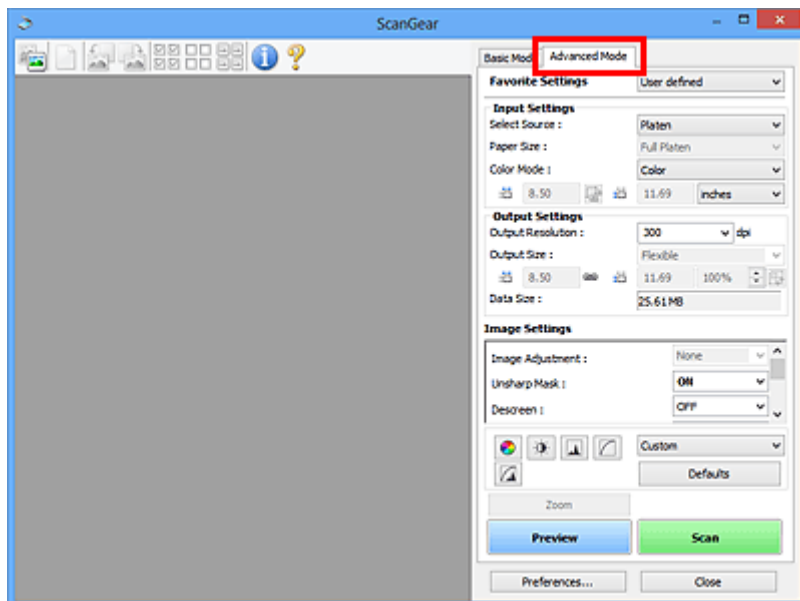 ScanGear
Basic Mod Advanced Mode
Favorite Settings User defined
Input Settings
Select Source : Platen
Paper Size : Full Platen
Color Mode : Color
8.50 11.69 inches
Output Settings
Output Resolution : 300 dpi
Output Size : Flexible
8.50 11.69 100%
Data Size : 25.61MB
Image Settings
Image Adjustment : None
Unsharp Mask : ON
Descreen : OFF
Custom
Defaults
Zoom
Preview Scan
Preferences... Close